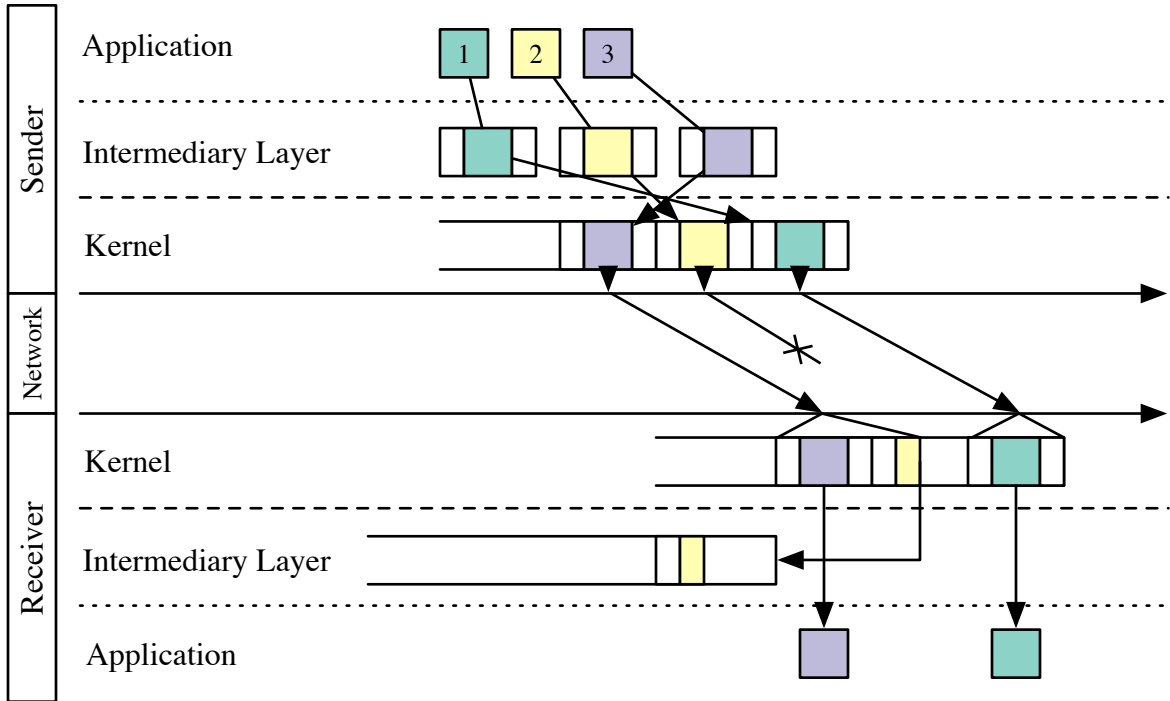 Sender
Application
1 2 3
Intermediary Layer
Kernel
Network
Receiver
Kernel
Intermediary Layer
Application